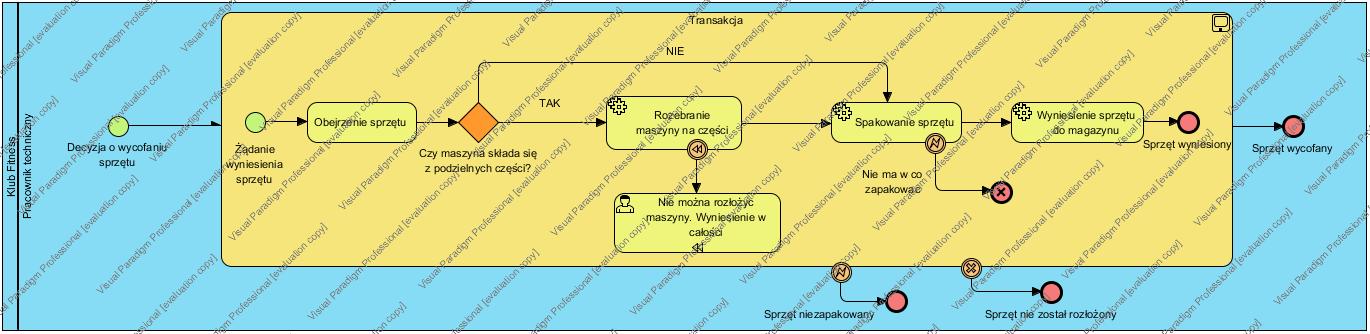 Klub Fitness
Pracownik techniczny
Transakcja
NIE
TAK
Decyzja o wycofaniu
sprzętu
Żądanie
wyniesienia
sprzętu
Obejrzenie sprzętu
Czy maszyna składa się
z podzielnych części?
Rozebranie
maszyny na części
Nie można rozłożyć
maszyny. Wyniesienie w
całości
Spakowanie sprzętu
Nie ma w co
zapakować
Wyniesienie sprzętu
do magazynu
Sprzęt wyniesiony
Sprzęt wycofany
Sprzęt niezapakowany
Sprzęt nie został rozłożony
Visual Paradigm Professional [evaluation copy]